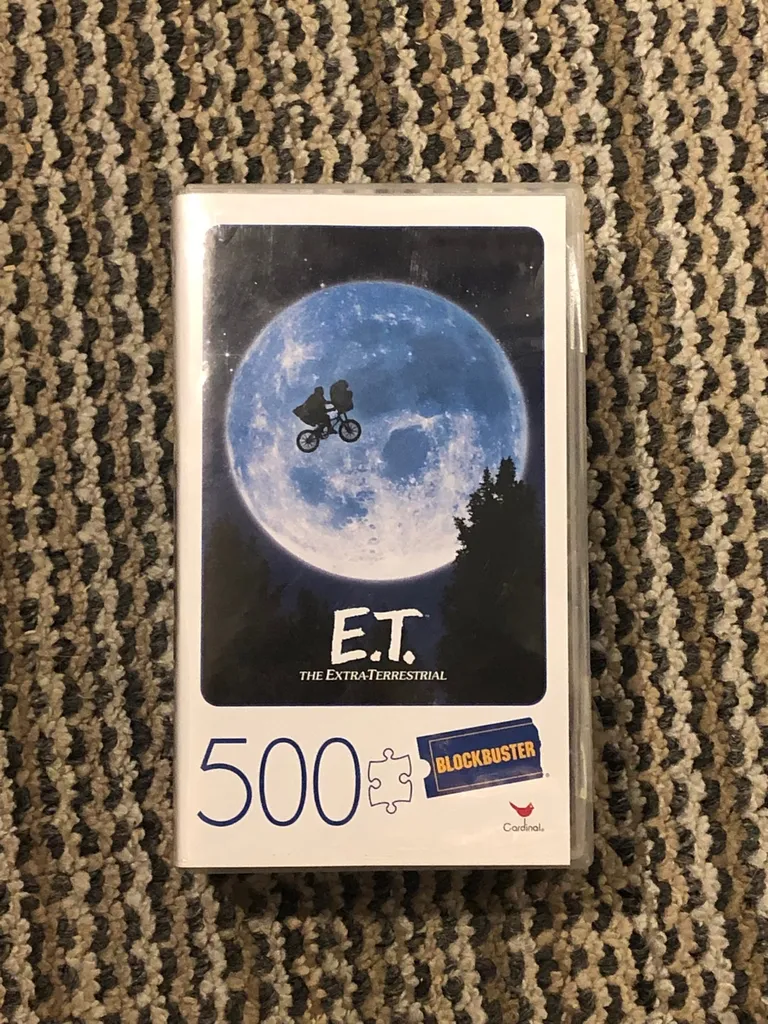 E.T.
THE EXTRA-TERRESTRIAL
500
BLOCKBUSTER
Cardinal